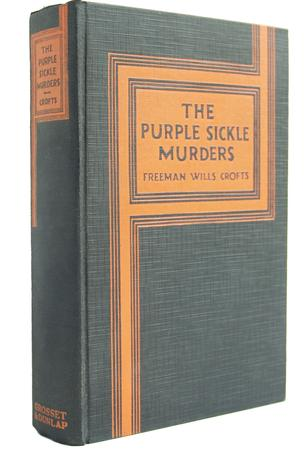 THE
PURPLE SICKLE
MURDERS
CROFTS
GROSSET
& DUNLAP
THE
PURPLE SICKLE
MURDERS
FREEMAN WILLS CROFTS